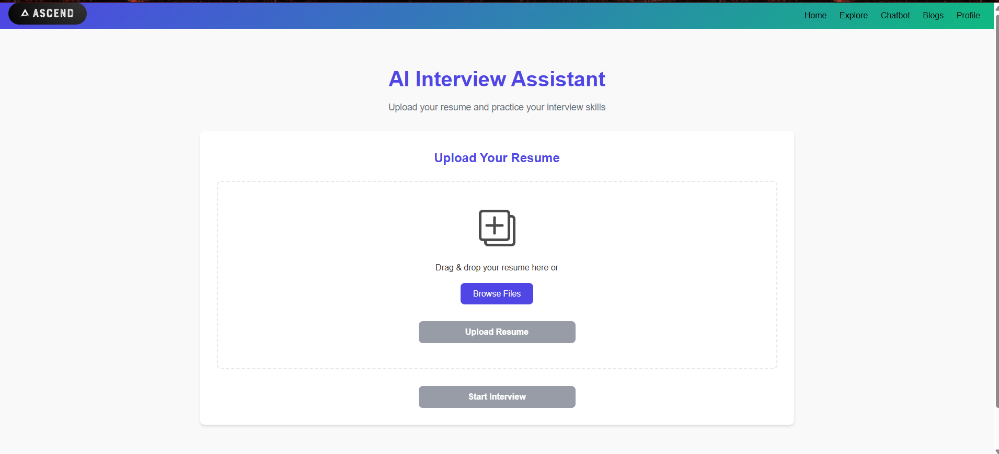 ASCEND
Home Explore Chatbot Blogs Profile
AI Interview Assistant
Upload your resume and practice your interview skills
Upload Your Resume
Drag & drop your resume here or
Browse Files
Upload Resume
Start Interview